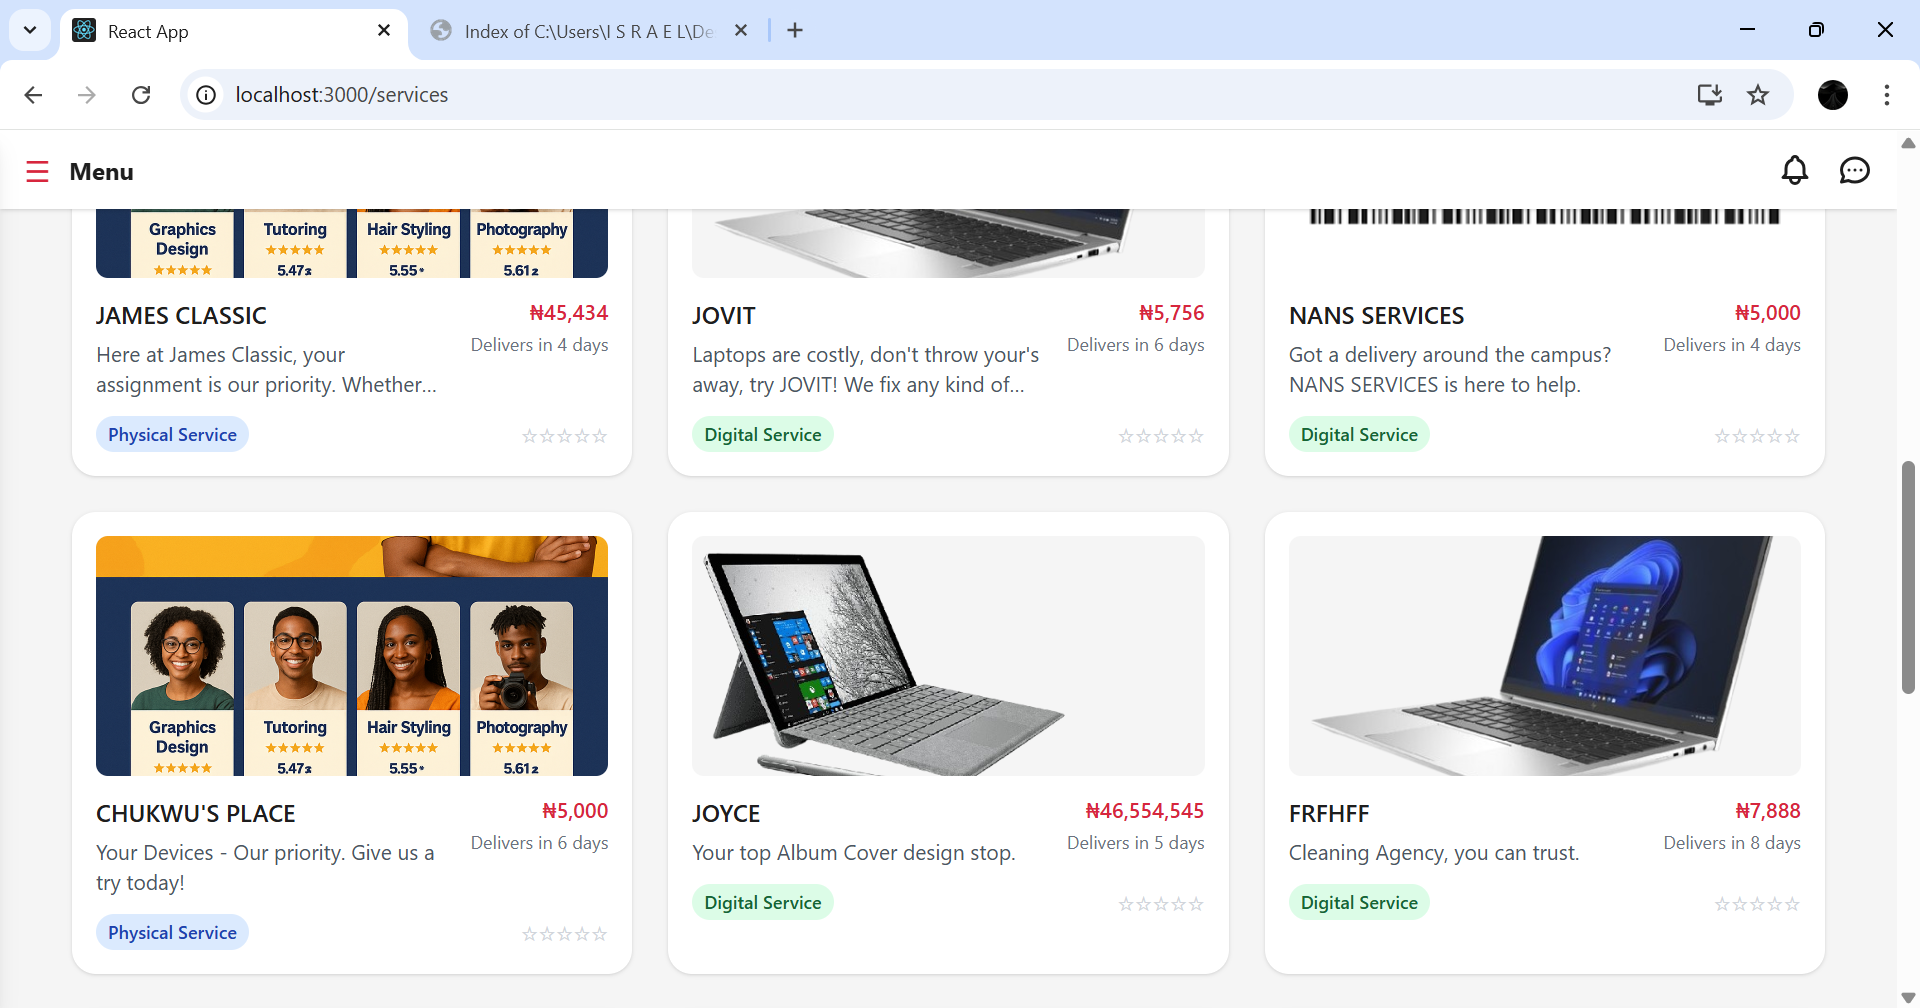 React App
Index of C:\Users\I S R A E L\De
localhost:3000/services
Menu
Graphics Design
Tutoring
5.47
Hair Styling
5.55
Photography
5.61
JAMES CLASSIC
₦45,434
Delivers in 4 days
Here at James Classic, your
assignment is our priority. Whether...
Physical Service
JOVIT
₦5,756
Delivers in 6 days
Laptops are costly, don't throw your's
away, try JOVIT! We fix any kind of...
Digital Service
NANS SERVICES
₦5,000
Delivers in 4 days
Got a delivery around the campus?
NANS SERVICES is here to help.
Digital Service
Graphics Design
Tutoring
5.47
Hair Styling
5.55
Photography
5.61
CHUKWU'S PLACE
₦5,000
Delivers in 6 days
Your Devices - Our priority. Give us a
try today!
Physical Service
JOYCE
₦46,554,545
Delivers in 5 days
Your top Album Cover design stop.
Digital Service
FRFHFF
₦7,888
Delivers in 8 days
Cleaning Agency, you can trust.
Digital Service